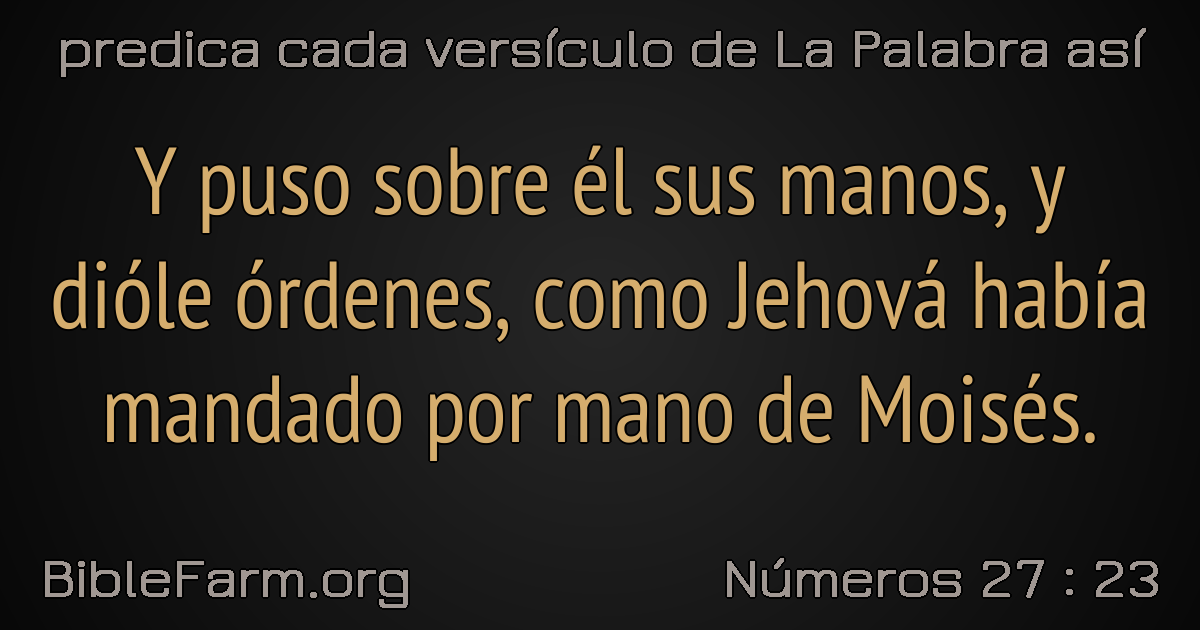 predica cada versículo de La Palabra así
Y puso sobre él sus manos, y
dióle órdenes, como Jehová había
mandado por mano de Moisés.
BibleFarm.org
Números 27 : 23